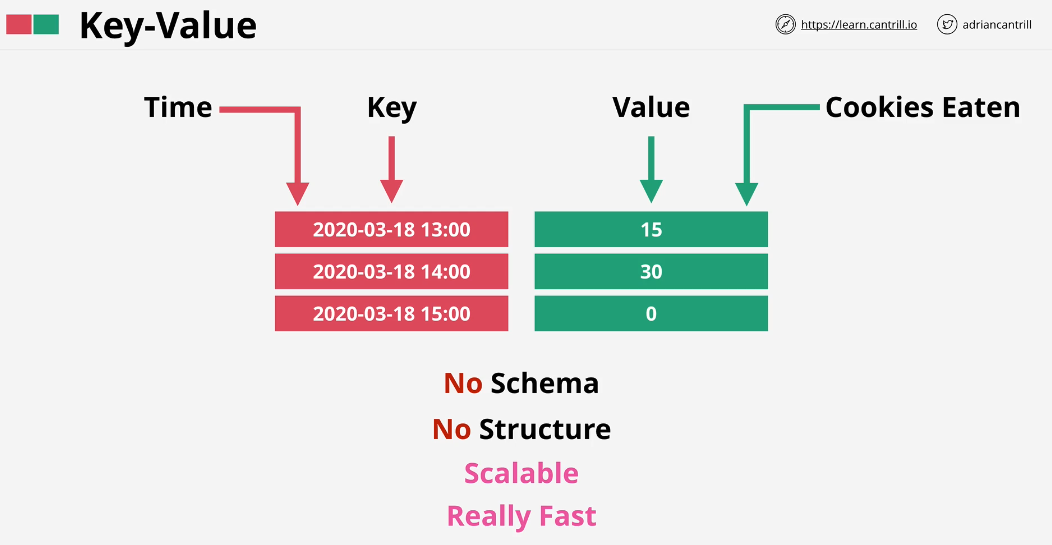 Key-Value
https://learn.cantrill.io
adriancantrill
Time
Key
Value
Cookies Eaten
2020-03-18 13:00
15
2020-03-18 14:00
30
2020-03-18 15:00
0
No Schema
No Structure
Scalable
Really Fast